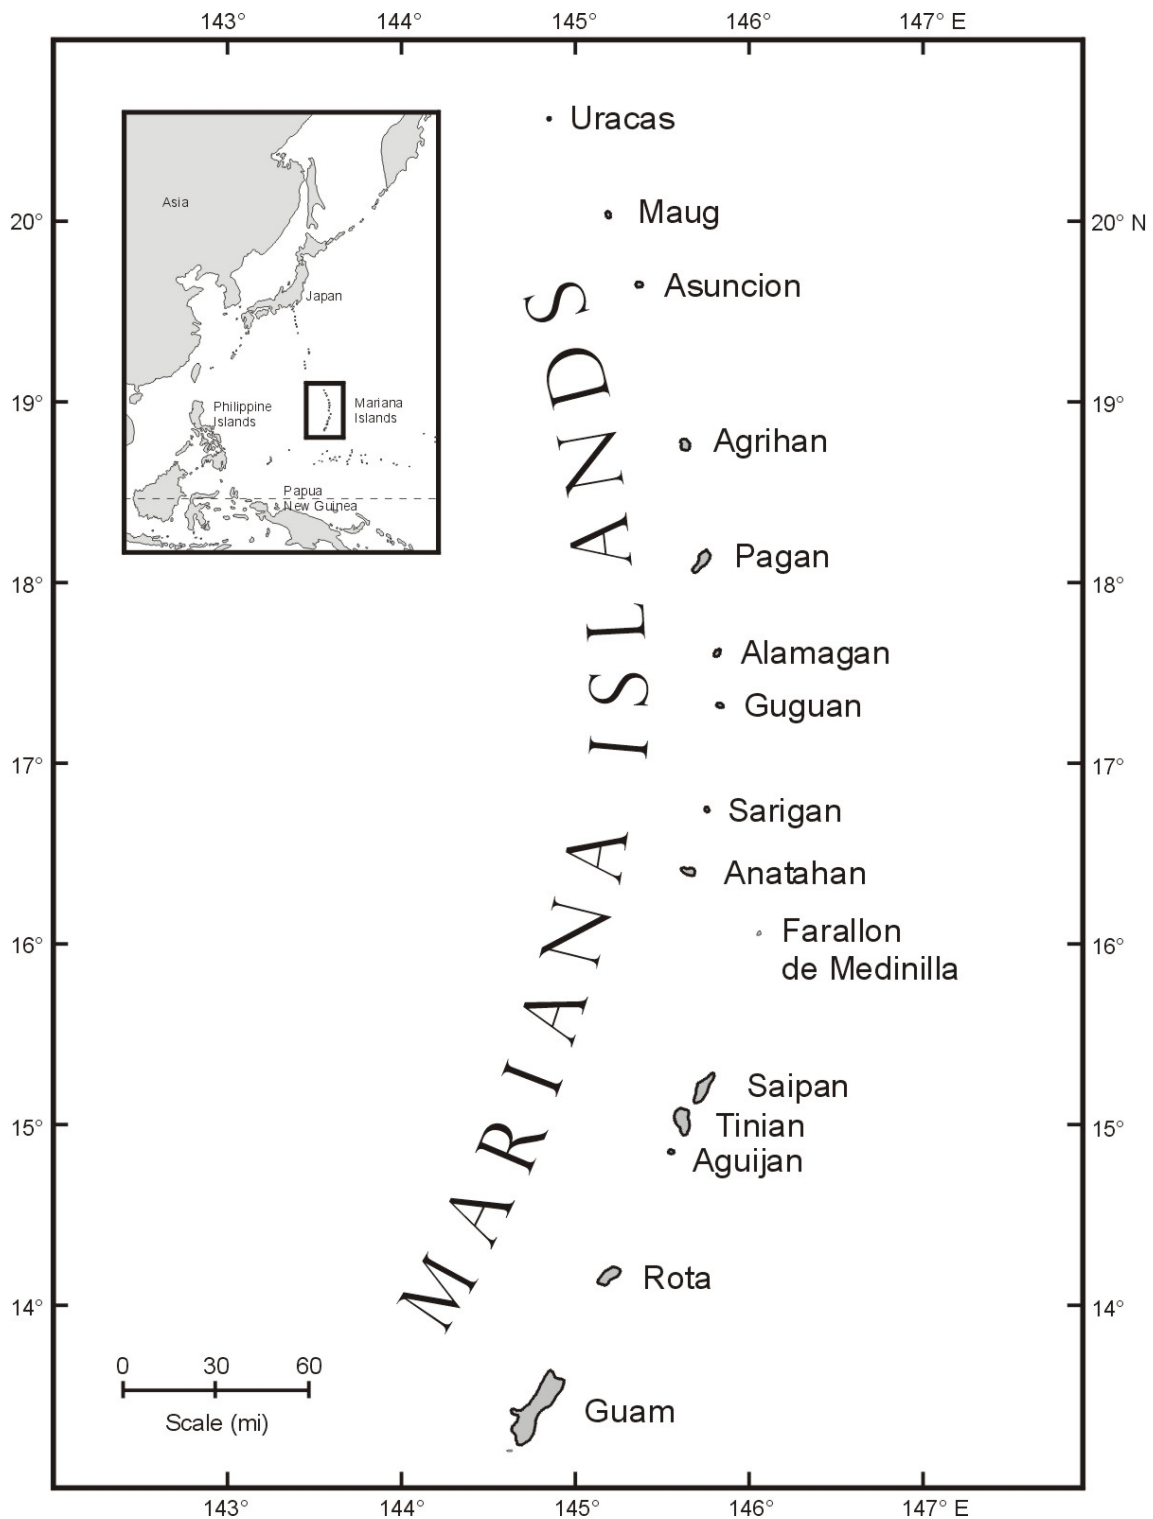 143°
144°
145°
146°
147° E
Uracas
Maug
20°
20° N
Asuncion
Asia
Japan
Philippine
Islands
Mariana
Islands
Papua
New Guinea
19°
19°
Agrihan
Pagan
18°
18°
Alamagan
Guguan
17°
17°
Sarigan
Anatahan
Farallon
de Medinilla
16°
16°
MARIANA ISLANDS
Saipan
15°
Tinian
15°
Aguijan
Rota
14°
14°
0 30 60
Scale (mi)
Guam
143°
144°
145°
146°
147° E